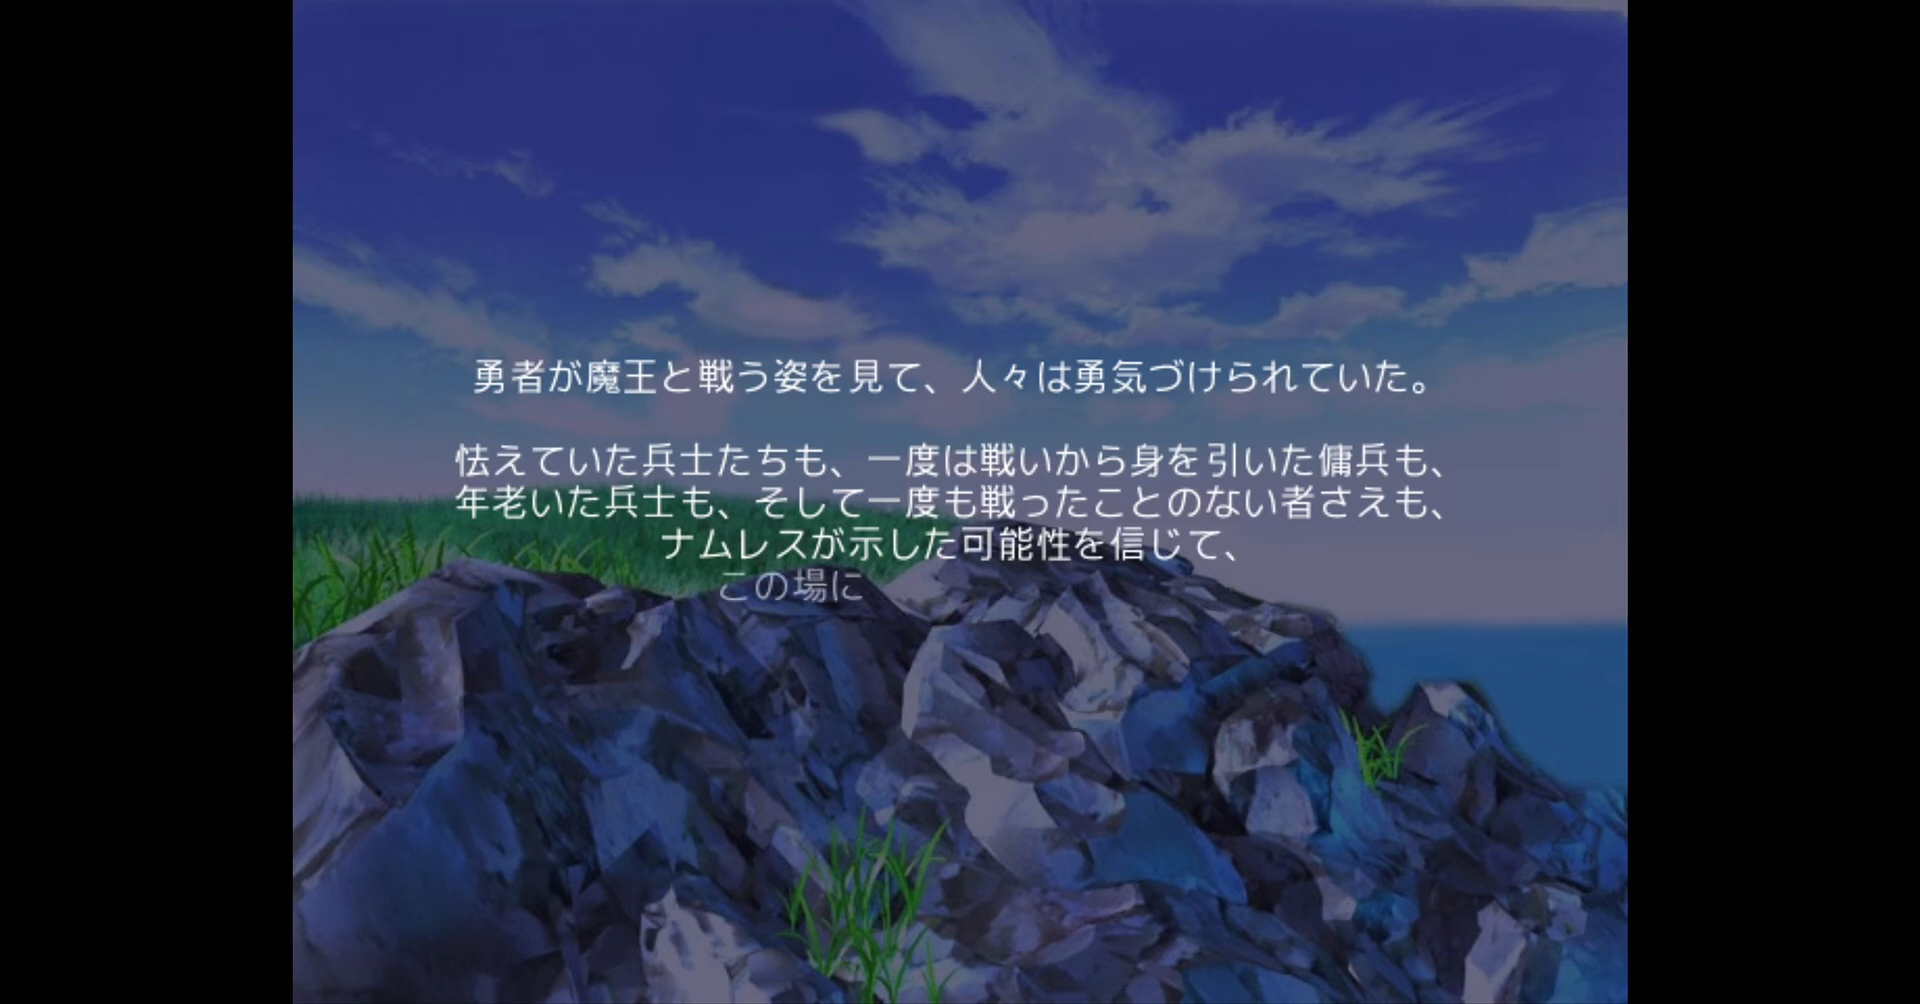 勇者が魔王と戦う姿を見て、人々は勇気づけられていた。
怯えていた兵士たちも、一度は戦いから身を引いた傭兵も、
年老いた兵士も、そして一度も戦ったことのない者さえも、
ナムレスが示した可能性を信じて、
この場に